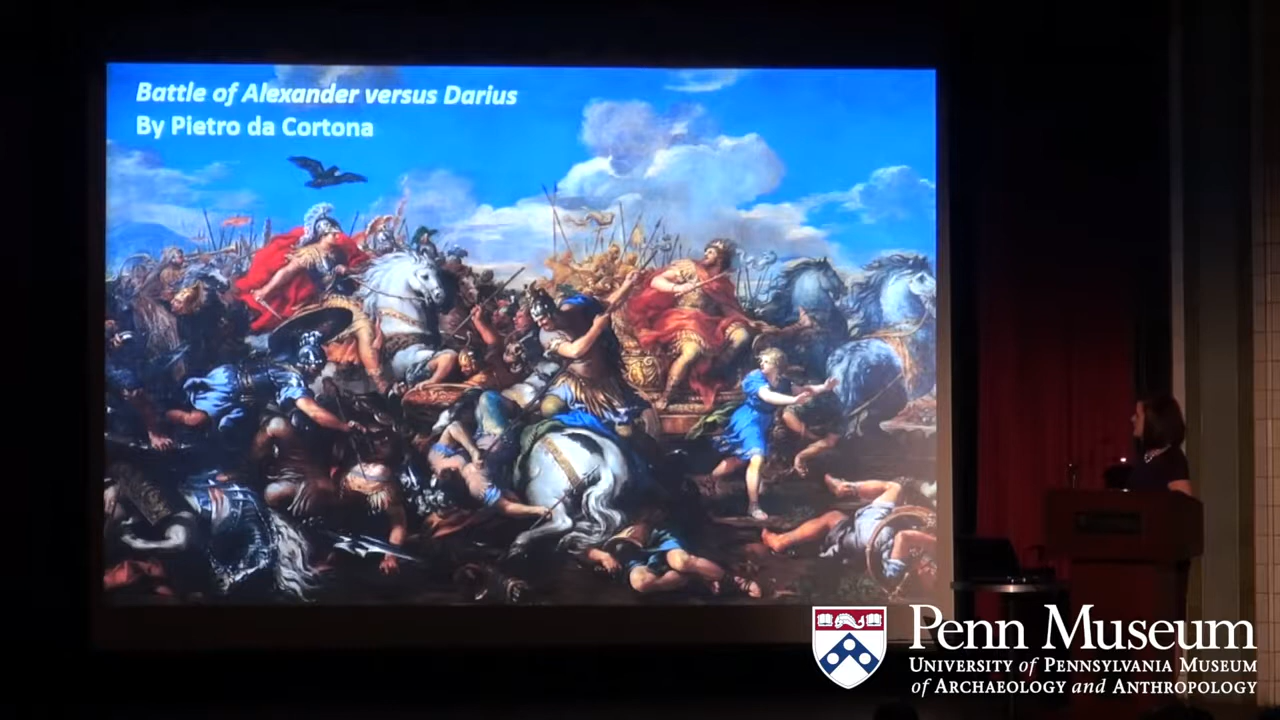 Battle of Alexander versus Darius
By Pietro da Cortona
Penn Museum
University of Pennsylvania Museum
of Archaeology and Anthropology